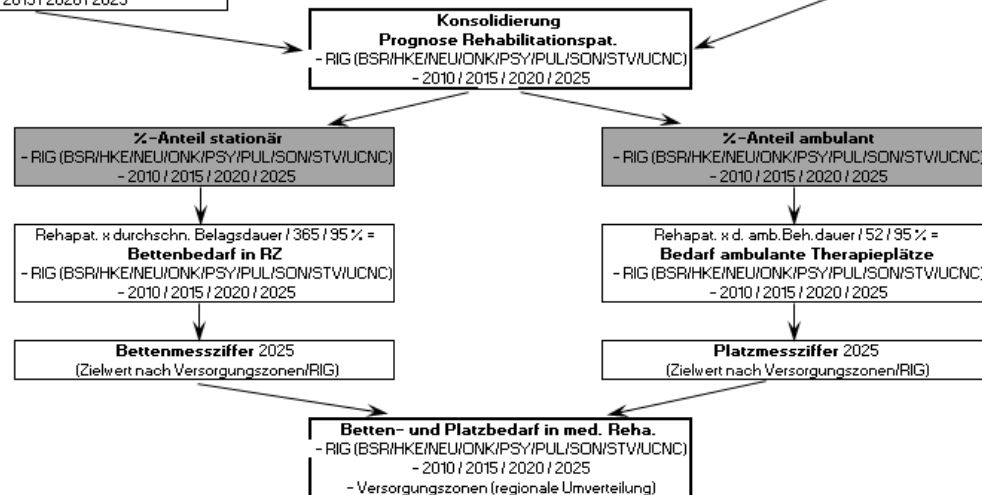 2015 / 2020 / 2025
Konsolidierung
Prognose Rehabilitationspat.
- RIG (BSR/HKE/NEU/ONK/PSY/PUL/SON/STV/UCNC)
- 2010 / 2015 / 2020 / 2025
%-Anteil stationär
- RIG (BSR/HKE/NEU/ONK/PSY/PUL/SON/STV/UCNC)
- 2010 / 2015 / 2020 / 2025
%-Anteil ambulant
- RIG (BSR/HKE/NEU/ONK/PSY/PUL/SON/STV/UCNC)
- 2010 / 2015 / 2020 / 2025
Rehapat. x durchschn. Belagsdauer / 365 / 95 % =
Bettenbedarf in RZ
- RIG (BSR/HKE/NEU/ONK/PSY/PUL/SON/STV/UCNC)
- 2010 / 2015 / 2020 / 2025
Rehapat. x d. amb.Beh.dauer / 52 / 95 % =
Bedarf ambulante Therapieplätze
- RIG (BSR/HKE/NEU/ONK/PSY/PUL/SON/STV/UCNC)
- 2010 / 2015 / 2020 / 2025
Bettenmessziffer 2025
(Zielwert nach Versorgungszonen/RIG)
Platzmessziffer 2025
(Zielwert nach Versorgungszonen/RIG)
Betten- und Platzbedarf in med. Reha.
- RIG (BSR/HKE/NEU/ONK/PSY/PUL/SON/STV/UCNC)
- 2010 / 2015 / 2020 / 2025
- Versorgungszonen (regionale Umverteilung)